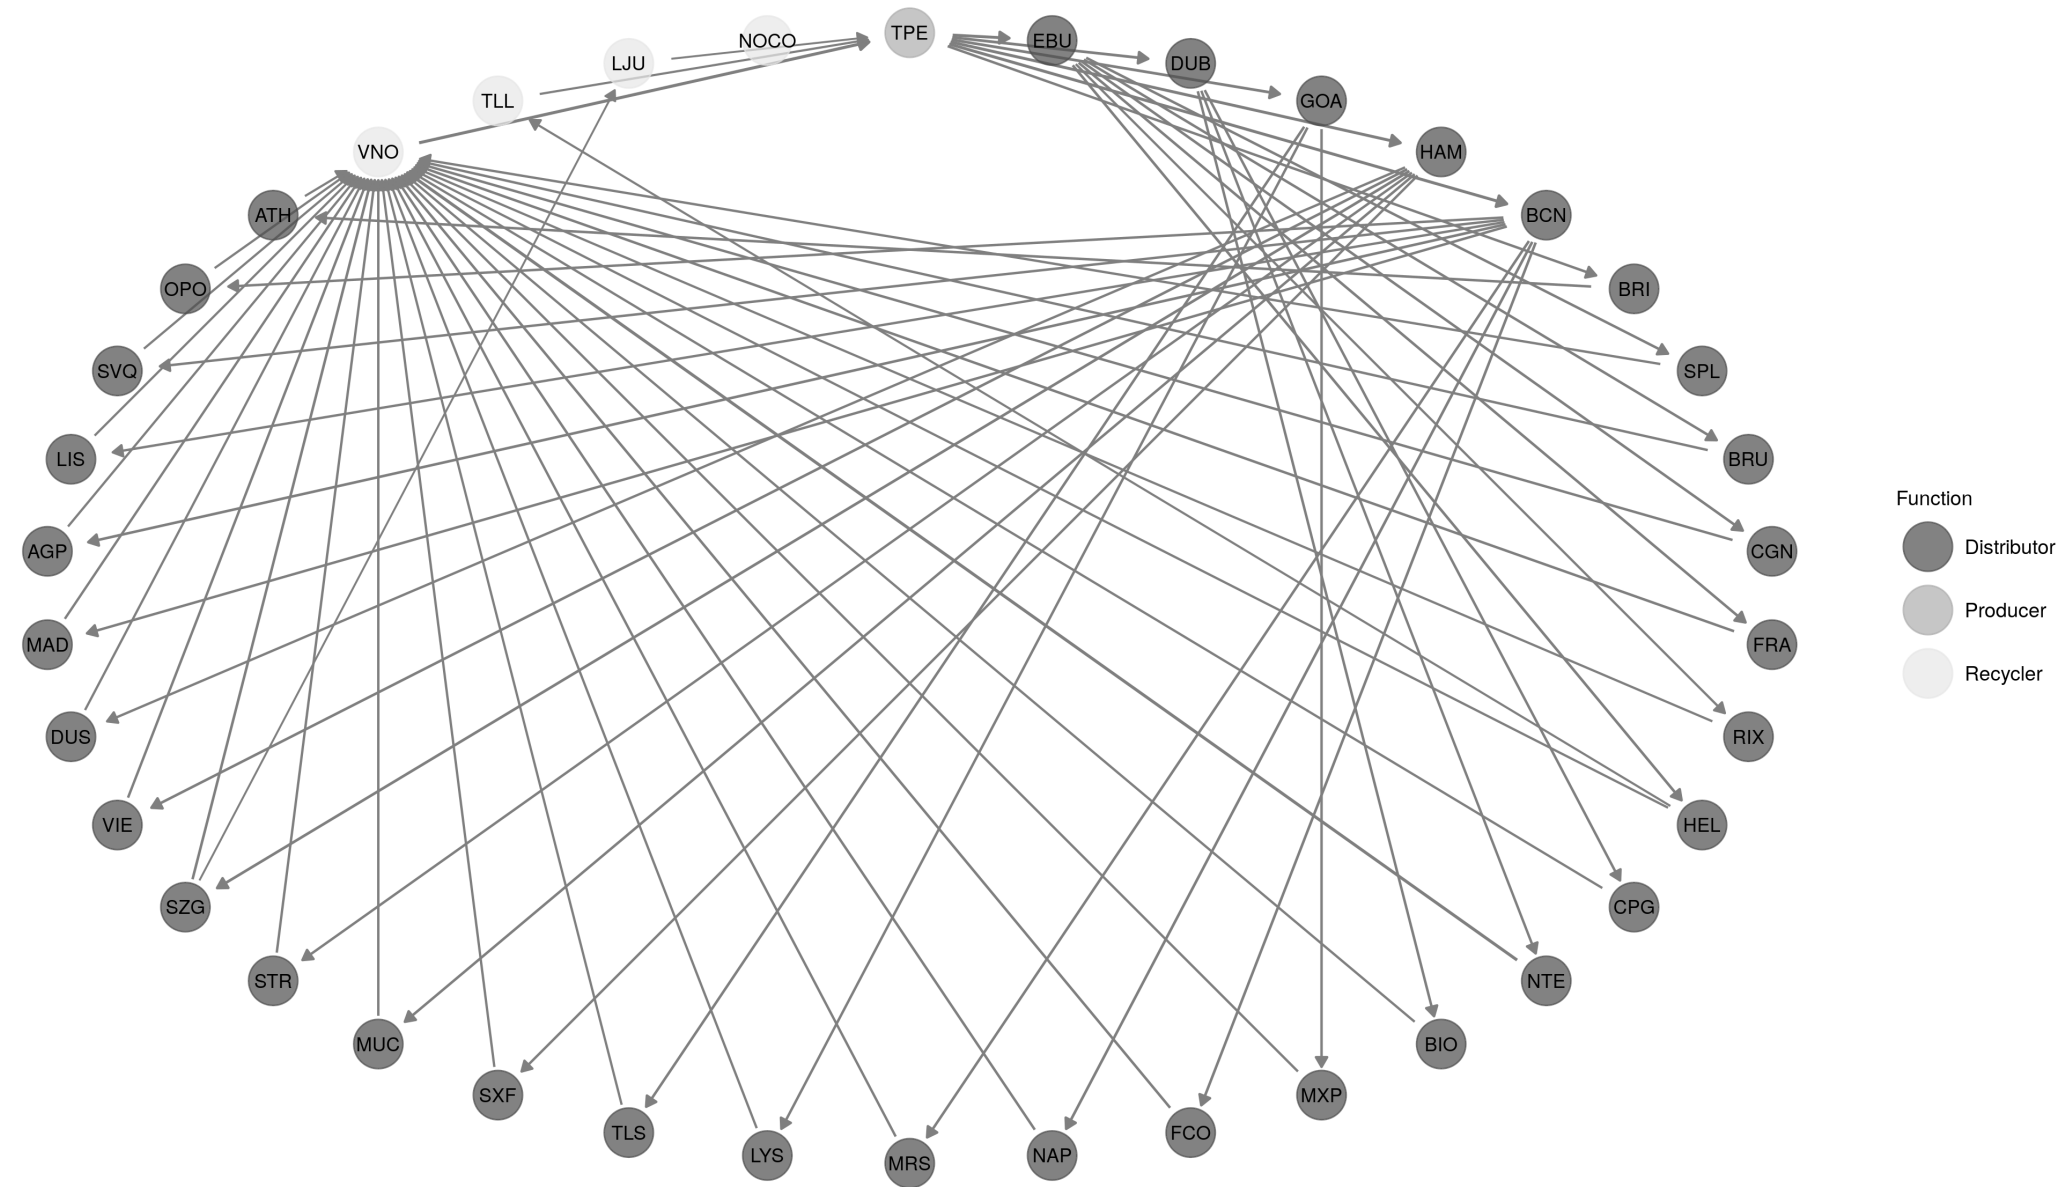 NOCO
TPE
EBU
LJU
DUB
TLL
GOA
VNO
HAM
ATH
BCN
OPO
BRI
SVQ
SPL
LIS
BRU
AGP
CGN
MAD
FRA
DUS
RIX
VIE
HEL
SZG
CPG
STR
NTE
MUC
BIO
SXF
MXP
TLS
FCO
LYS
MRS
NAP
Function
Distributor
Producer
Recycler